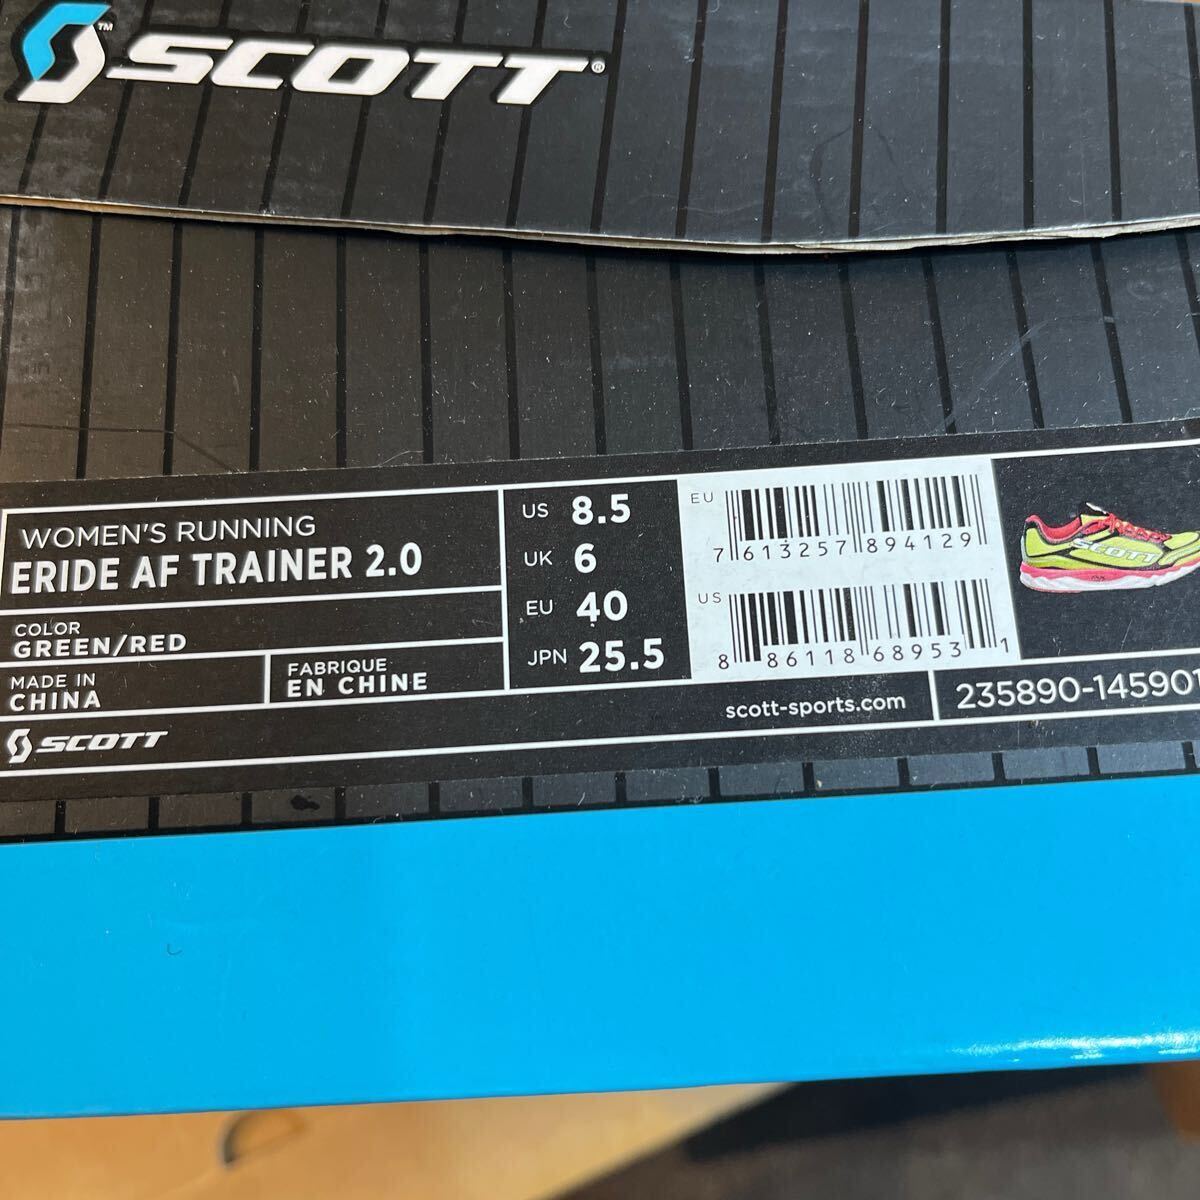 SCOTT
WOMEN'S RUNNING
ERIDE AF TRAINER 2.0
COLOR
GREEN/RED
MADE IN
CHINA
FABRIQUE
EN CHINE
SCOTT
US 8.5
UK 6
EU 40
JPN 25.5
EU
7 613257 894129
US
8 86118 68953 1
scott-sports.com
235890-145901
SCOTT